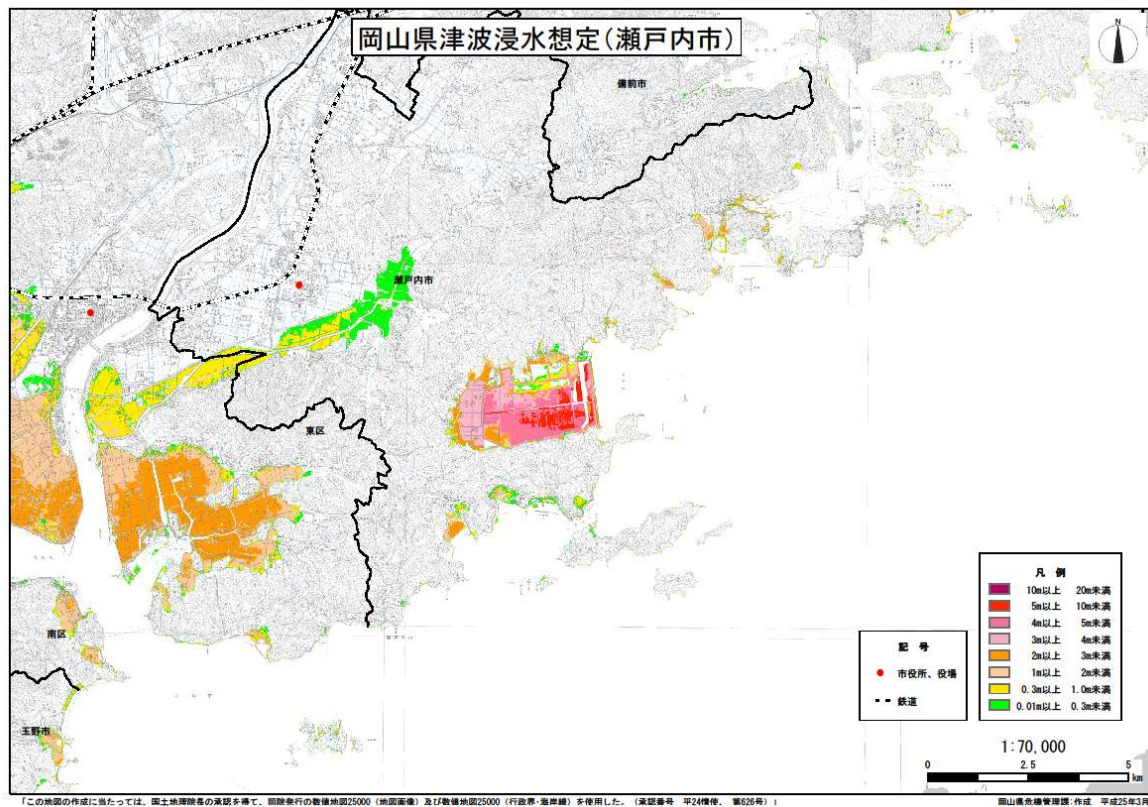 岡山県津波浸水想定(瀬戸内市)
N
備前市
瀬戸内市
東区
南区
玉野市
記 号
市役所、役場
鉄道
凡 例
10m以上 20m未満
5m以上 10m未満
4m以上 5m未満
3m以上 4m未満
2m以上 3m未満
1m以上 2m未満
0.3m以上 1.0m未満
0.01m以上 0.3m未満
1:70,000
0 2.5 5
km
「この地図の作成に当たっては、国土地理院長の承認を得て、同院発行の数値地図25000(地図画像)及び数値地図25000(行政界・海岸線)を使用した。(承認番号 平24情使、 第626号)」
岡山県危機管理課:作成 平成25年3月